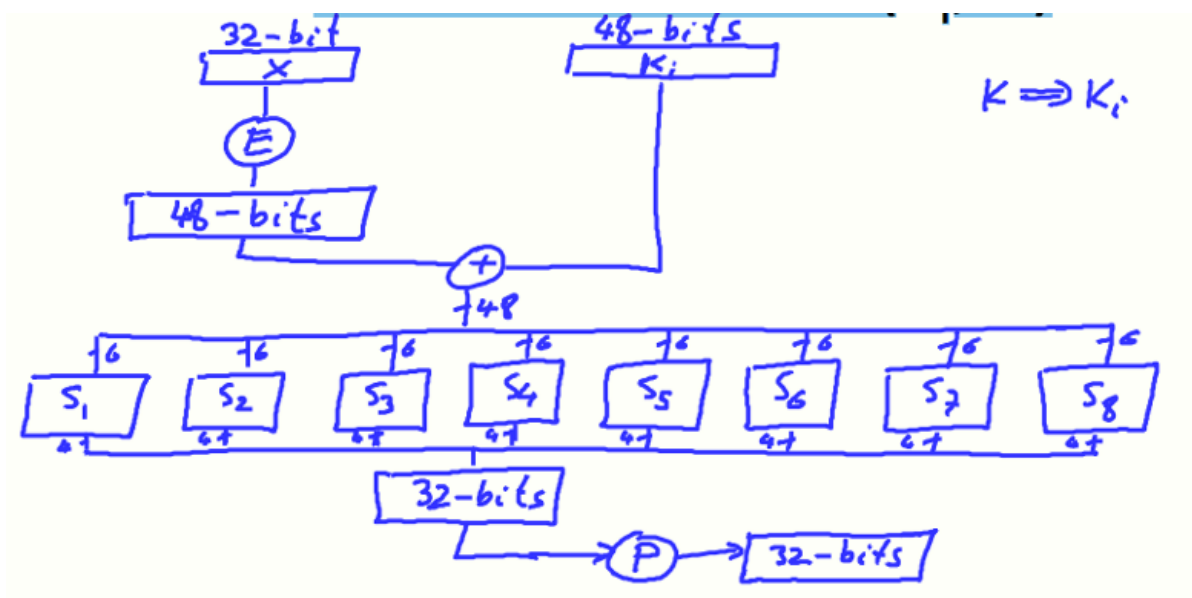 32-bit 48-bits
X Ki
K ⟹ Ki
E
48-bits
+
48
6 6 6 6 6 6 6 6
S1 S2 S3 S4 S5 S6 S7 S8
4 4 4 4 4 4 4 4
32-bits
P 32-bits